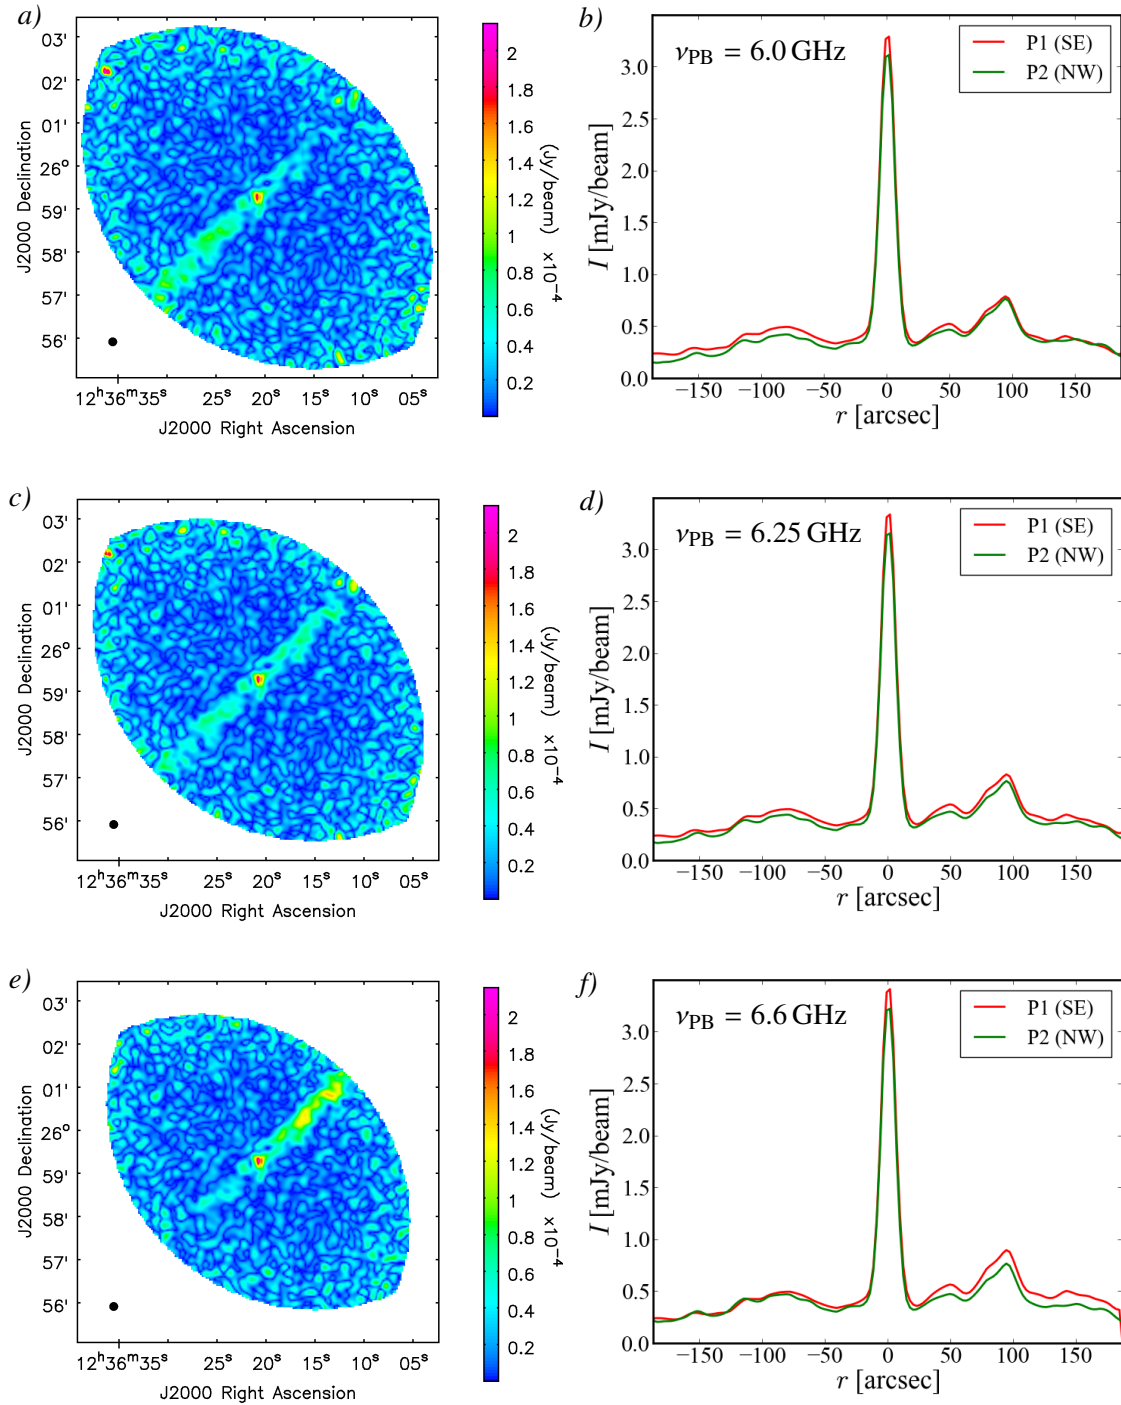 a)
03'
02'
01'
26°
59'
58'
57'
56'
J2000 Declination
12ʰ36ᵐ35ˢ 25ˢ 20ˢ 15ˢ 10ˢ 05ˢ
J2000 Right Ascension
2
1.8
1.6
1.4
1.2
1
0.8
0.6
0.4
0.2
(Jy/beam) x10⁻⁴
b)
ν_PB = 6.0 GHz
P1 (SE)
P2 (NW)
3.0
2.5
2.0
1.5
1.0
0.5
0.0
I [mJy/beam]
−150 −100 −50 0 50 100 150
r [arcsec]
c)
03'
02'
01'
26°
59'
58'
57'
56'
J2000 Declination
12ʰ36ᵐ35ˢ 25ˢ 20ˢ 15ˢ 10ˢ 05ˢ
J2000 Right Ascension
2
1.8
1.6
1.4
1.2
1
0.8
0.6
0.4
0.2
(Jy/beam) x10⁻⁴
d)
ν_PB = 6.25 GHz
P1 (SE)
P2 (NW)
3.0
2.5
2.0
1.5
1.0
0.5
0.0
I [mJy/beam]
−150 −100 −50 0 50 100 150
r [arcsec]
e)
03'
02'
01'
26°
59'
58'
57'
56'
J2000 Declination
12ʰ36ᵐ35ˢ 25ˢ 20ˢ 15ˢ 10ˢ 05ˢ
J2000 Right Ascension
2
1.8
1.6
1.4
1.2
1
0.8
0.6
0.4
0.2
(Jy/beam) x10⁻⁴
f)
ν_PB = 6.6 GHz
P1 (SE)
P2 (NW)
3.0
2.5
2.0
1.5
1.0
0.5
0.0
I [mJy/beam]
−150 −100 −50 0 50 100 150
r [arcsec]